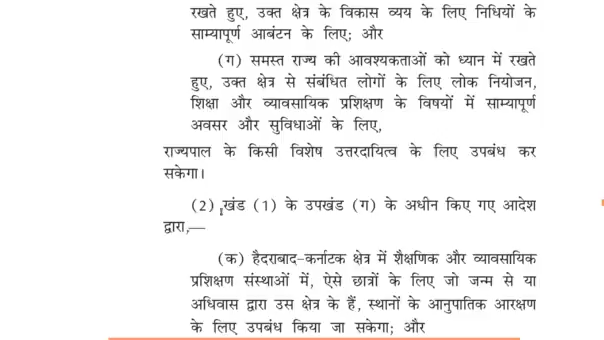 रखते हुए, उक्त क्षेत्र के विकास व्यय के लिए निधियों के
साम्यापूर्ण आबंटन के लिए; और
(ग) समस्त राज्य की आवश्यकताओं को ध्यान में रखते
हुए, उक्त क्षेत्र से संबंधित लोगों के लिए लोक नियोजन,
शिक्षा और व्यावसायिक प्रशिक्षण के विषयों में साम्यापूर्ण
अवसर और सुविधाओं के लिए,
राज्यपाल के किसी विशेष उत्तरदायित्व के लिए उपबंध कर
सकेगा।
(2) खंड (1) के उपखंड (ग) के अधीन किए गए आदेश
द्वारा,—
(क) हैदराबाद-कर्नाटक क्षेत्र में शैक्षणिक और व्यावसायिक
प्रशिक्षण संस्थाओं में, ऐसे छात्रों के लिए जो जन्म से या
अधिवास द्वारा उस क्षेत्र के हैं, स्थानों के आनुपातिक आरक्षण
के लिए उपबंध किया जा सकेगा; और